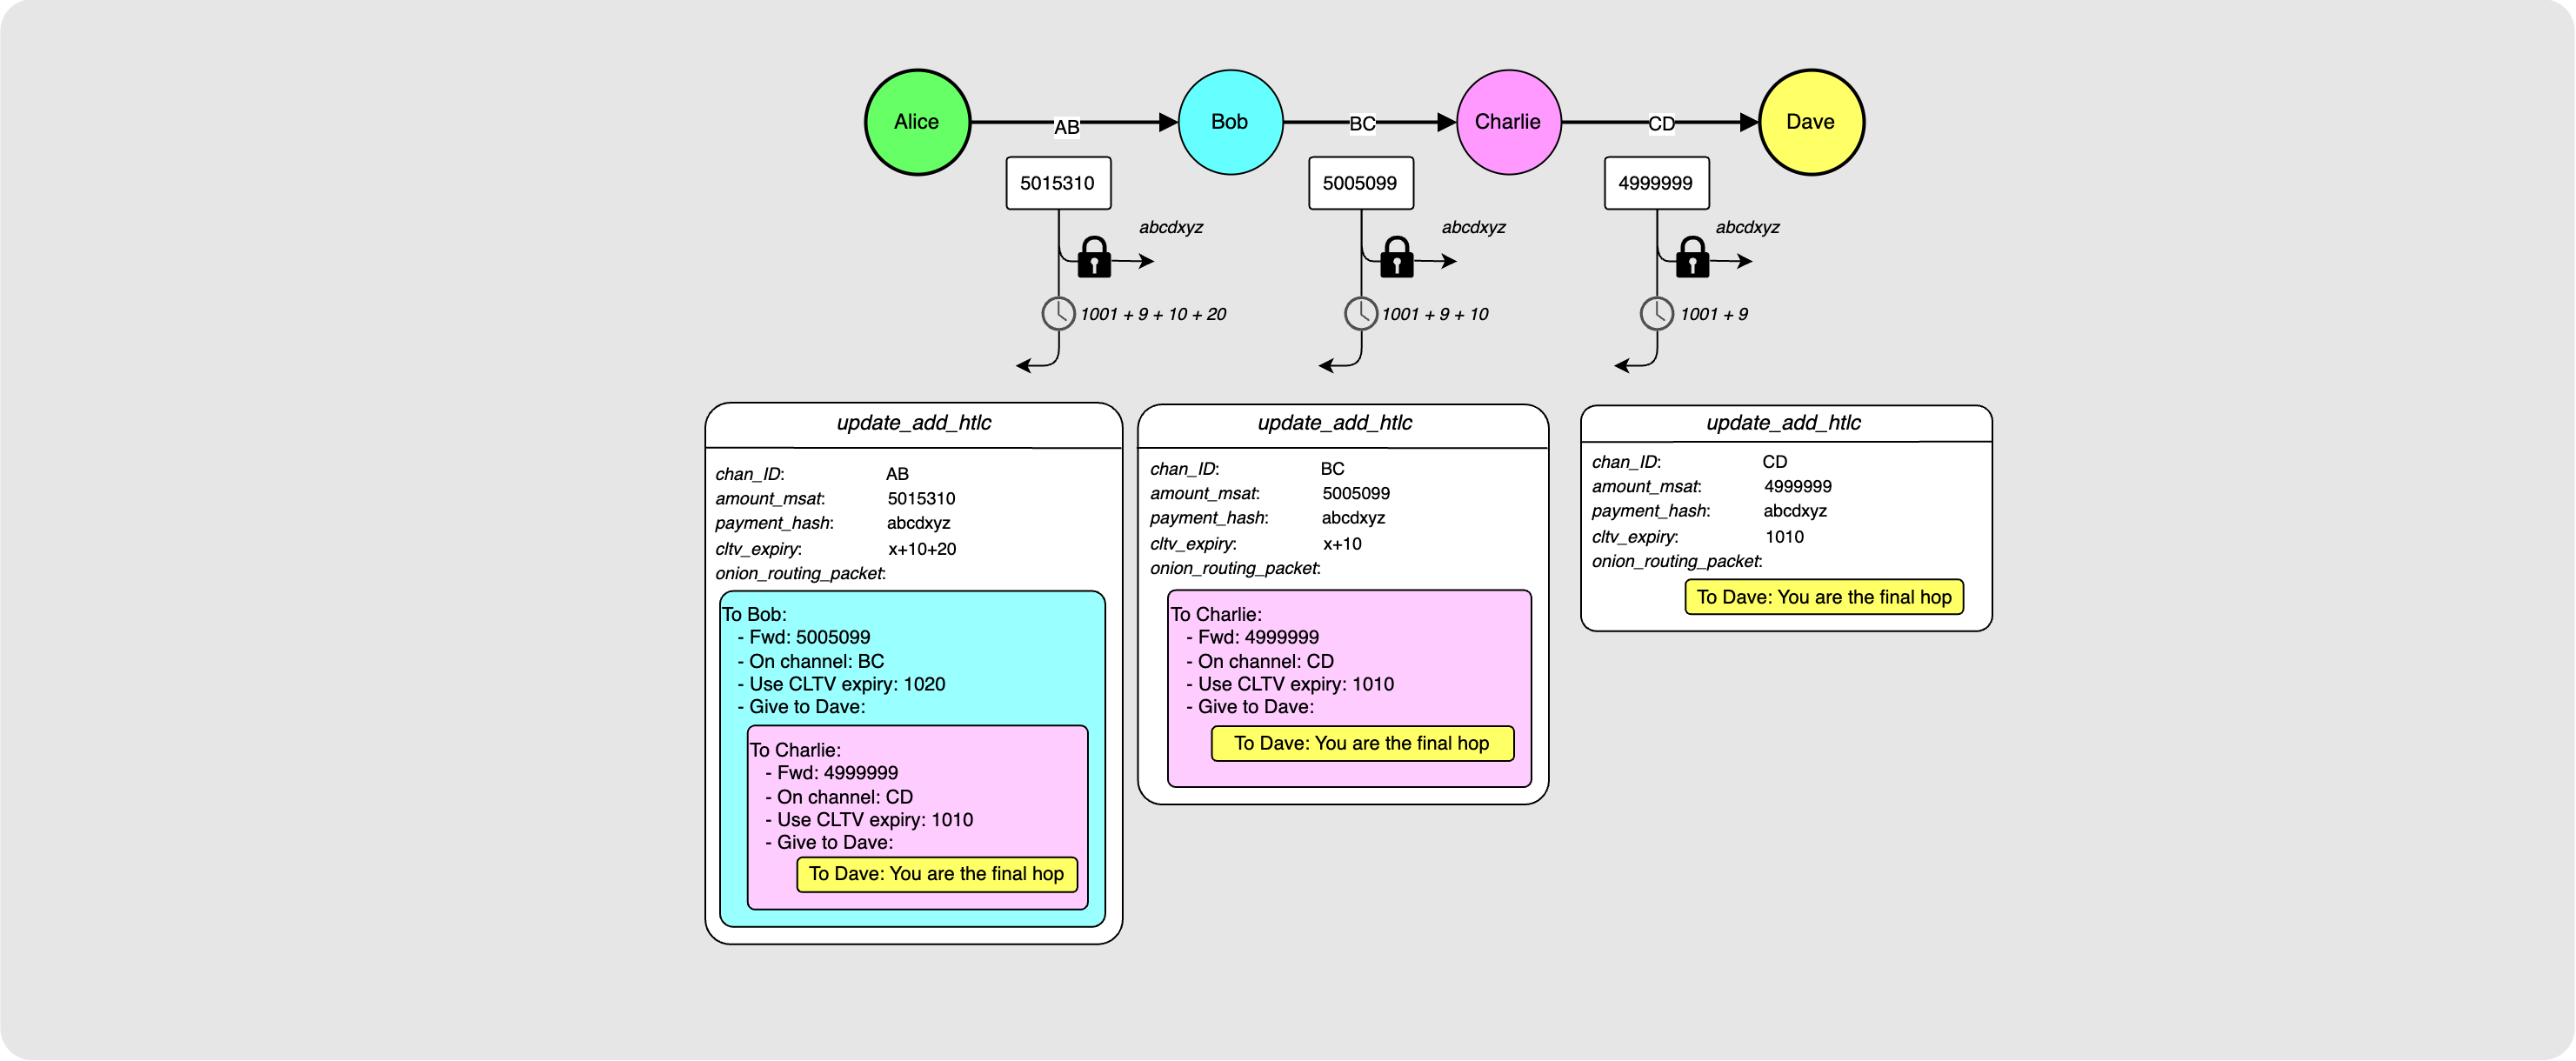 Alice
AB
Bob
BC
Charlie
CD
Dave
5015310
5005099
4999999
abcdxyz
abcdxyz
abcdxyz
1001 + 9 + 10 + 20
1001 + 9 + 10
1001 + 9
update_add_htlc
chan_ID: AB
amount_msat: 5015310
payment_hash: abcdxyz
cltv_expiry: x+10+20
onion_routing_packet:
To Bob:
- Fwd: 5005099
- On channel: BC
- Use CLTV expiry: 1020
- Give to Dave:
To Charlie:
- Fwd: 4999999
- On channel: CD
- Use CLTV expiry: 1010
- Give to Dave:
To Dave: You are the final hop
update_add_htlc
chan_ID: BC
amount_msat: 5005099
payment_hash: abcdxyz
cltv_expiry: x+10
onion_routing_packet:
To Charlie:
- Fwd: 4999999
- On channel: CD
- Use CLTV expiry: 1010
- Give to Dave:
To Dave: You are the final hop
update_add_htlc
chan_ID: CD
amount_msat: 4999999
payment_hash: abcdxyz
cltv_expiry: 1010
onion_routing_packet:
To Dave: You are the final hop